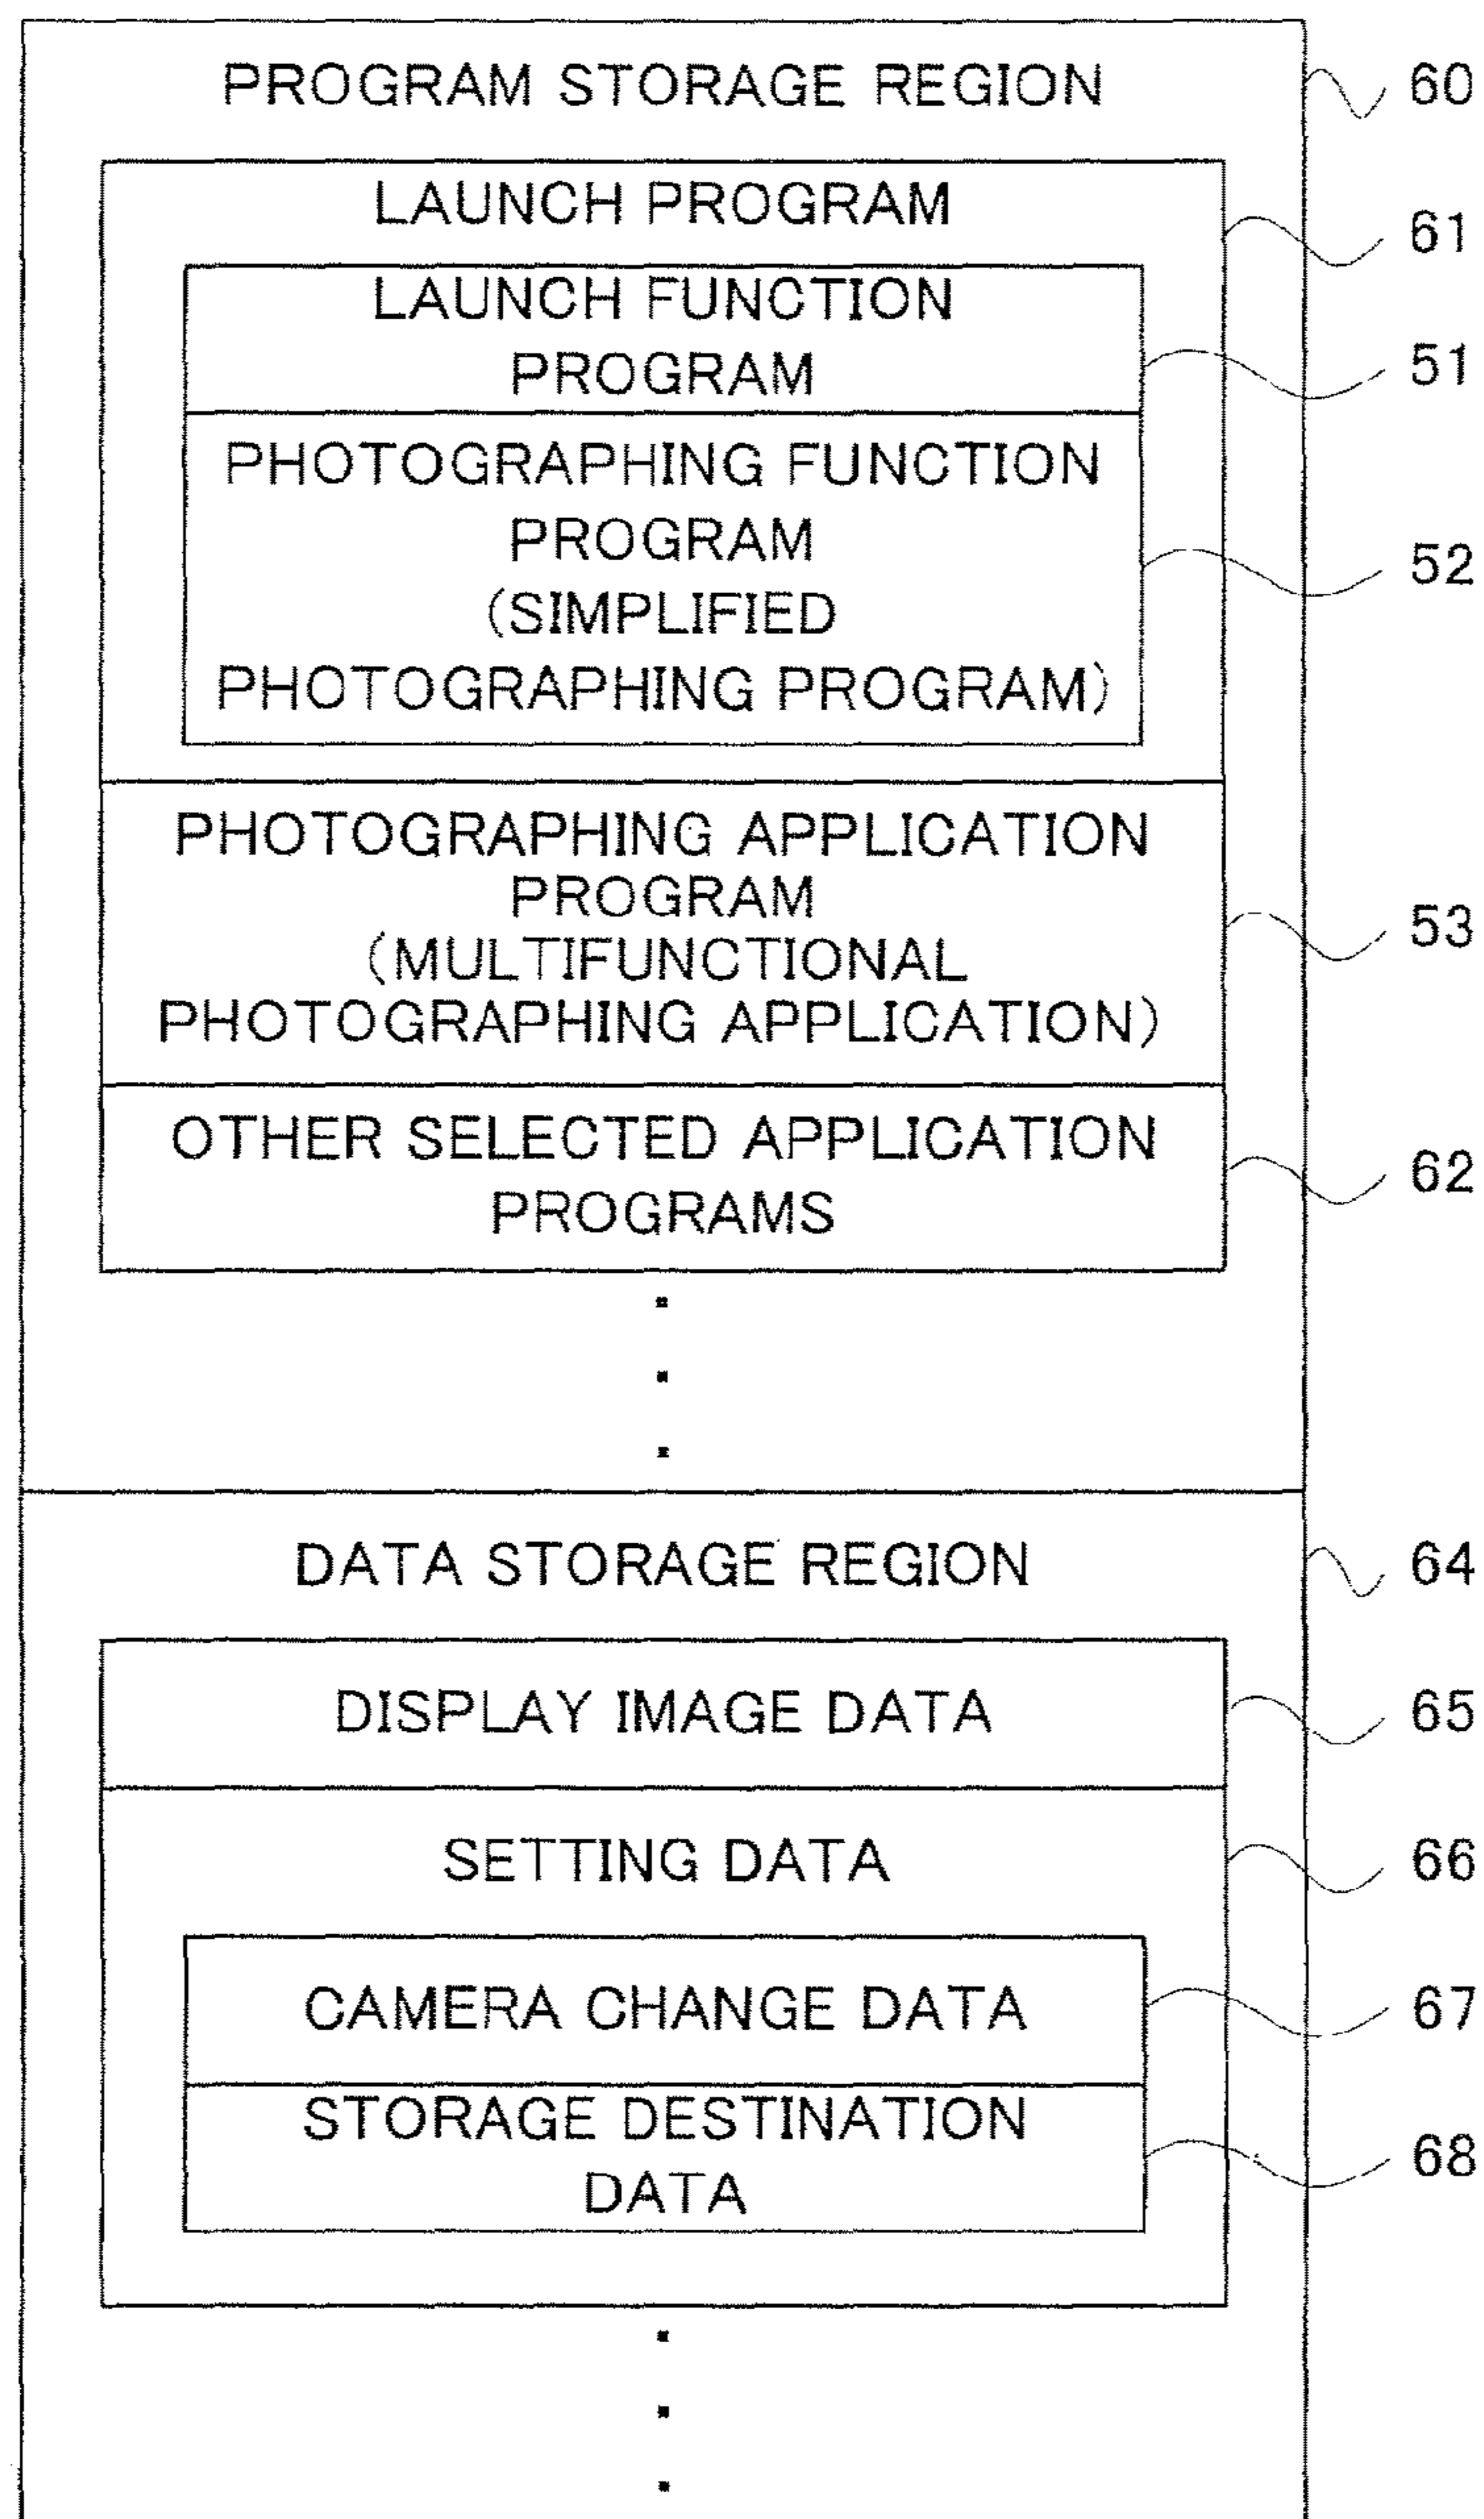 PROGRAM STORAGE REGION
60
LAUNCH PROGRAM
61
LAUNCH FUNCTION
PROGRAM
51
PHOTOGRAPHING FUNCTION
PROGRAM
(SIMPLIFIED
PHOTOGRAPHING PROGRAM)
52
PHOTOGRAPHING APPLICATION
PROGRAM
(MULTIFUNCTIONAL
PHOTOGRAPHING APPLICATION)
53
OTHER SELECTED APPLICATION
PROGRAMS
62
DATA STORAGE REGION
64
DISPLAY IMAGE DATA
65
SETTING DATA
66
CAMERA CHANGE DATA
67
STORAGE DESTINATION
DATA
68